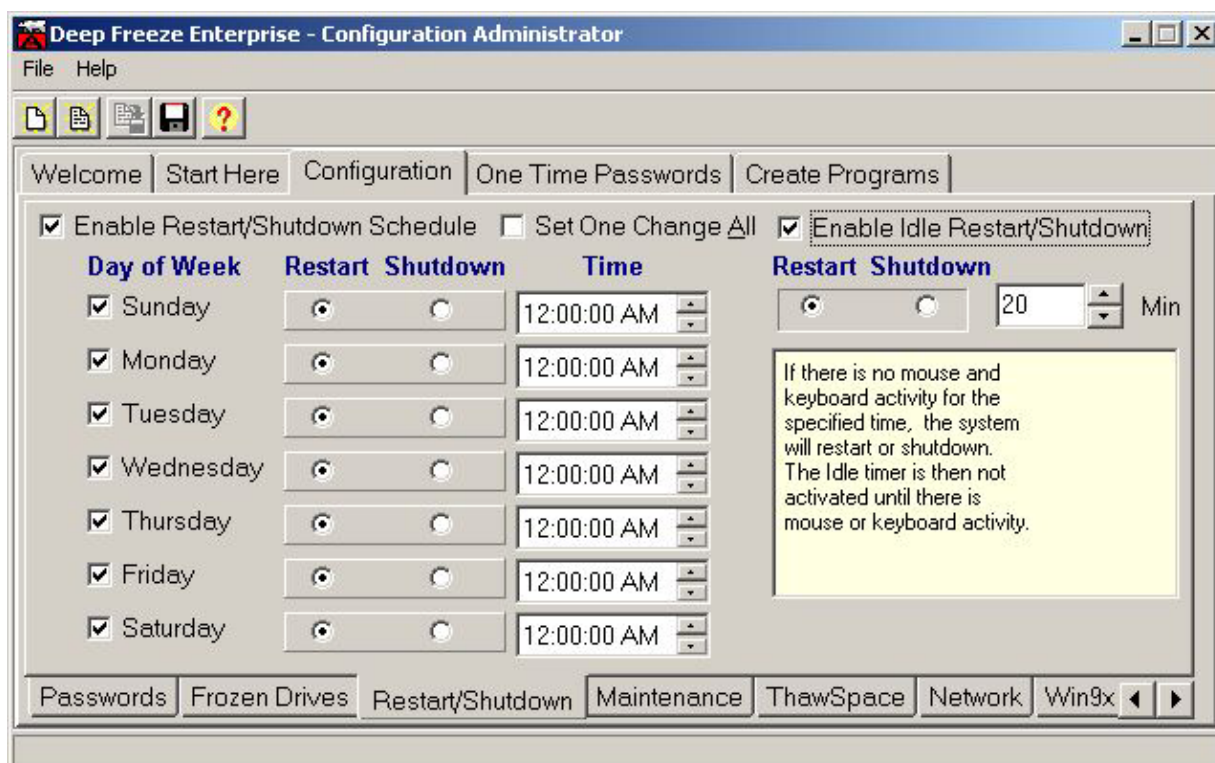 Deep Freeze Enterprise - Configuration Administrator
File Help
Welcome Start Here Configuration One Time Passwords Create Programs
Enable Restart/Shutdown Schedule Set One Change All Enable Idle Restart/Shutdown
Day of Week Restart Shutdown Time Restart Shutdown
Sunday 12:00:00 AM 20 Min
Monday 12:00:00 AM
Tuesday 12:00:00 AM
Wednesday 12:00:00 AM
Thursday 12:00:00 AM
Friday 12:00:00 AM
Saturday 12:00:00 AM
If there is no mouse and
keyboard activity for the
specified time, the system
will restart or shutdown.
The Idle timer is then not
activated until there is
mouse or keyboard activity.
Passwords Frozen Drives Restart/Shutdown Maintenance ThawSpace Network Win9x